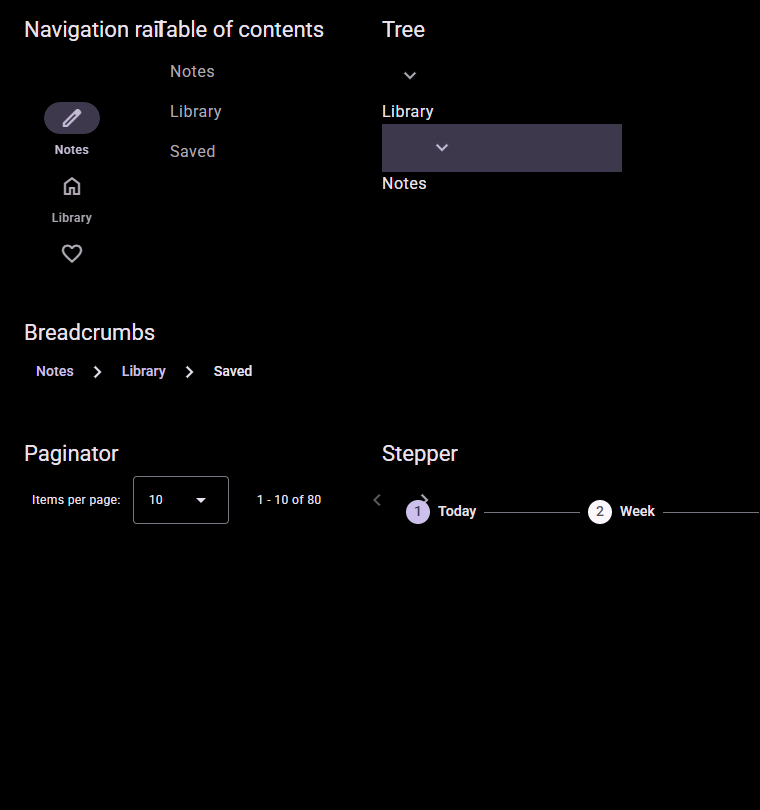 Navigation rail
Table of contents
Tree
Notes
Library
Saved
Notes
Library
Library
Notes
Breadcrumbs
Notes
Library
Saved
Paginator
Stepper
Items per page:
10
1 - 10 of 80
1
Today
2
Week